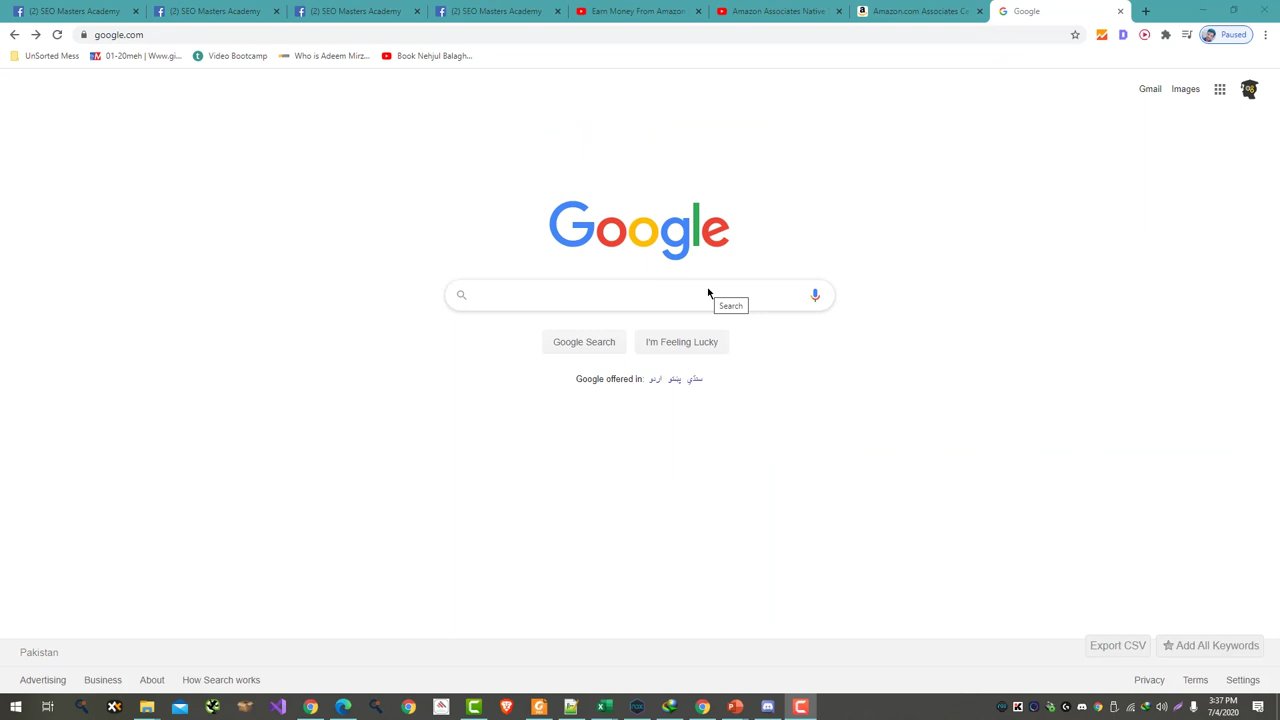 (2) SEO Masters Academy
(2) SEO Masters Academy
(2) SEO Masters Academy
(2) SEO Masters Academy
Earn Money From Amazon
Amazon Associates Native
Amazon.com Associates Ce
Google
google.com
Paused
UnSorted Mess
01-20meh | Www.gi...
Video Bootcamp
Who is Adeem Mirz...
Book Nehjul Balagh...
Gmail
Images
Google
Search
Google Search
I'm Feeling Lucky
Google offered in: اردو پښتو سنڌي
Pakistan
Export CSV
Add All Keywords
Advertising
Business
About
How Search works
Privacy
Terms
Settings
3:37 PM
7/4/2020